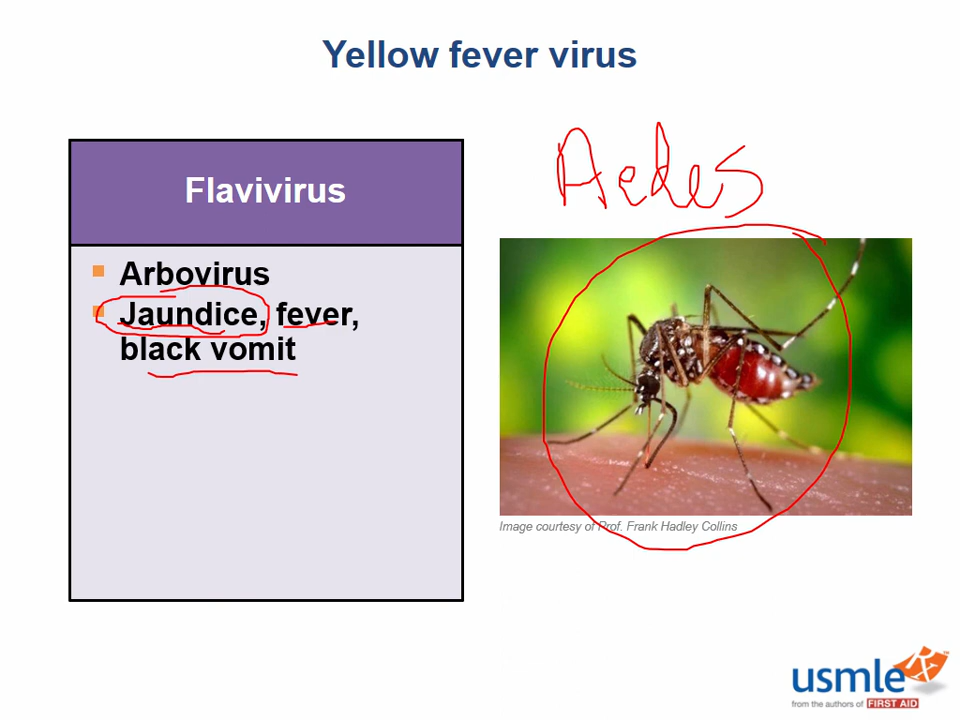 Yellow fever virus
Flavivirus
Arbovirus
Jaundice, fever,
black vomit
Aedes
Image courtesy of Prof. Frank Hadley Collins
usmle Rx™
from the authors of FIRST AID